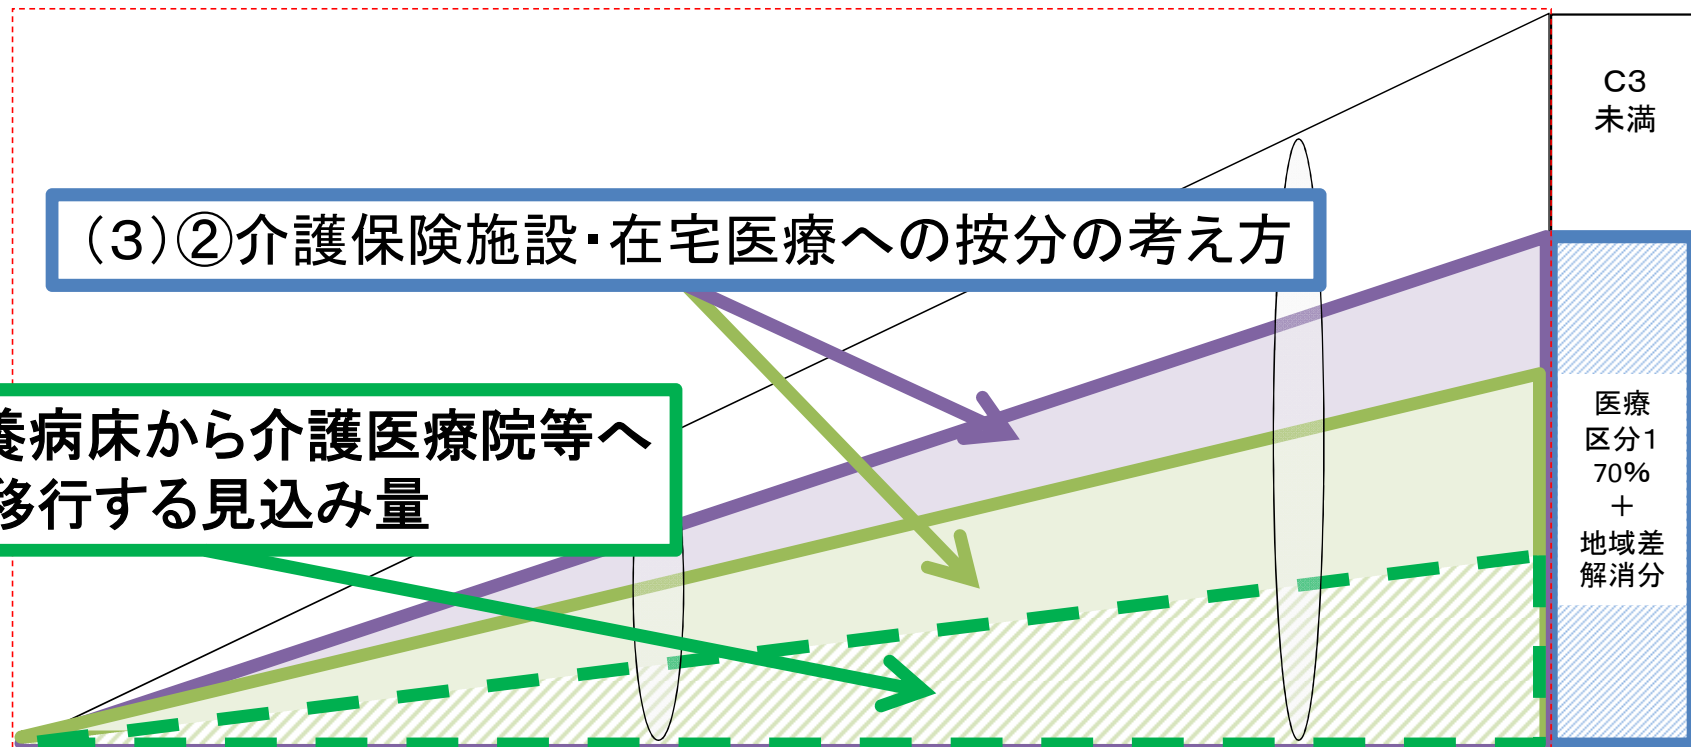 C3
未満
(3)②介護保険施設・在宅医療への按分の考え方
養病床から介護医療院等へ
移行する見込み量
医療
区分1
70%
+
地域差
解消分